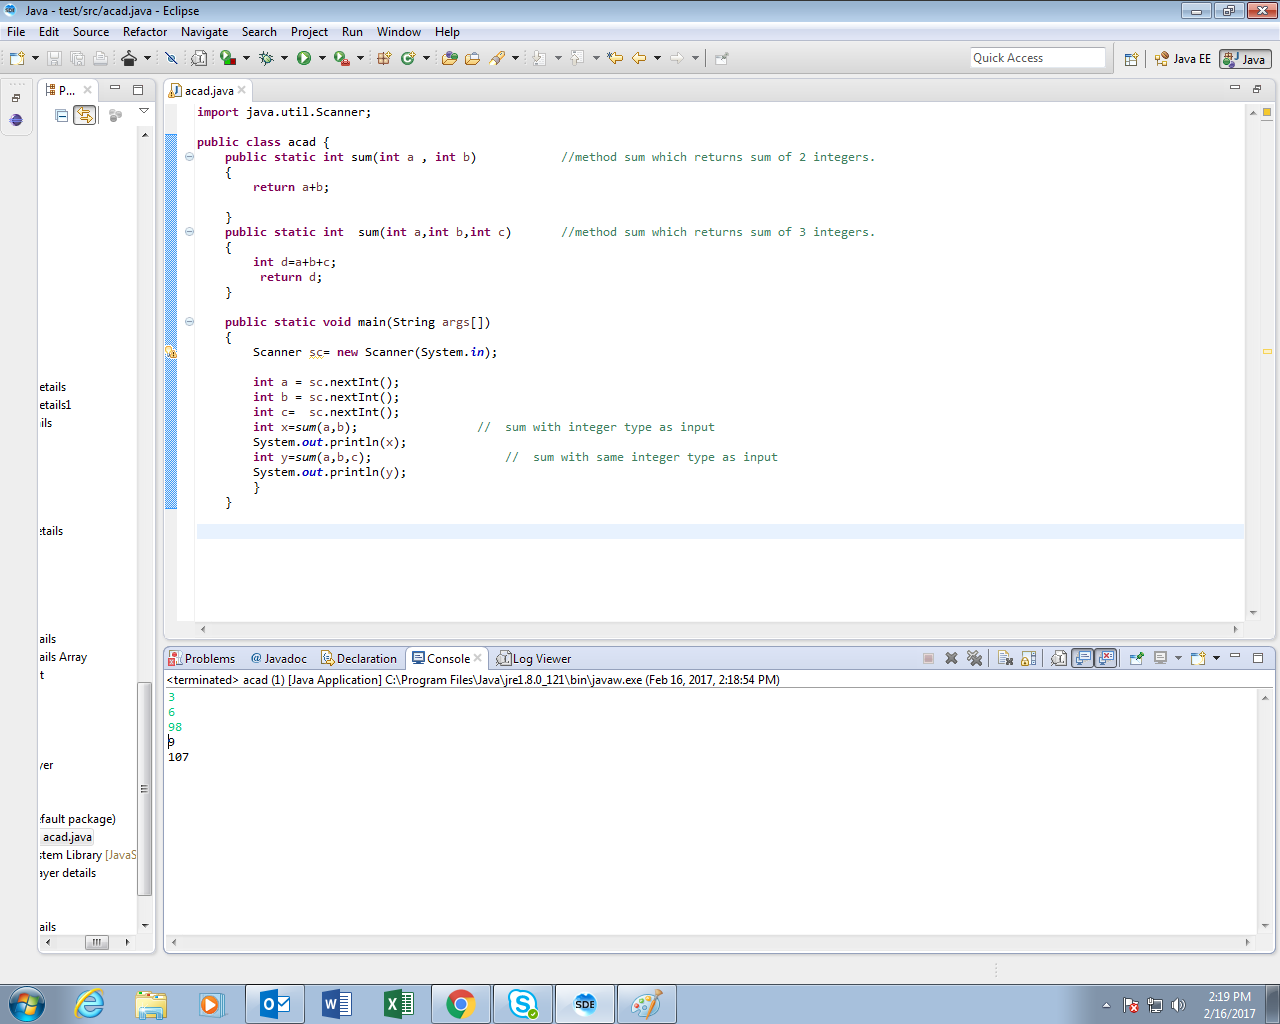 Java - test/src/acad.java - Eclipse
File Edit Source Refactor Navigate Search Project Run Window Help
Quick Access
Java EE
Java
P...
acad.java
import java.util.Scanner;
public class acad {
public static int sum(int a , int b) //method sum which returns sum of 2 integers.
{
return a+b;
}
public static int  sum(int a,int b,int c) //method sum which returns sum of 3 integers.
{
int d=a+b+c;
return d;
}
public static void main(String args[])
{
Scanner sc= new Scanner(System.in);
int a = sc.nextInt();
int b = sc.nextInt();
int c=  sc.nextInt();
int x=sum(a,b); //  sum with integer type as input
System.out.println(x);
int y=sum(a,b,c); //  sum with same integer type as input
System.out.println(y);
}
}
etails
etails1
ils
etails
ails
ails Array
t
yer
efault package)
acad.java
stem Library [JavaS
ayer details
ails
Problems @ Javadoc Declaration Console Log Viewer
<terminated> acad (1) [Java Application] C:\Program Files\Java\jre1.8.0_121\bin\javaw.exe (Feb 16, 2017, 2:18:54 PM)
3
6
98
9
107
SDE
2:19 PM
2/16/2017